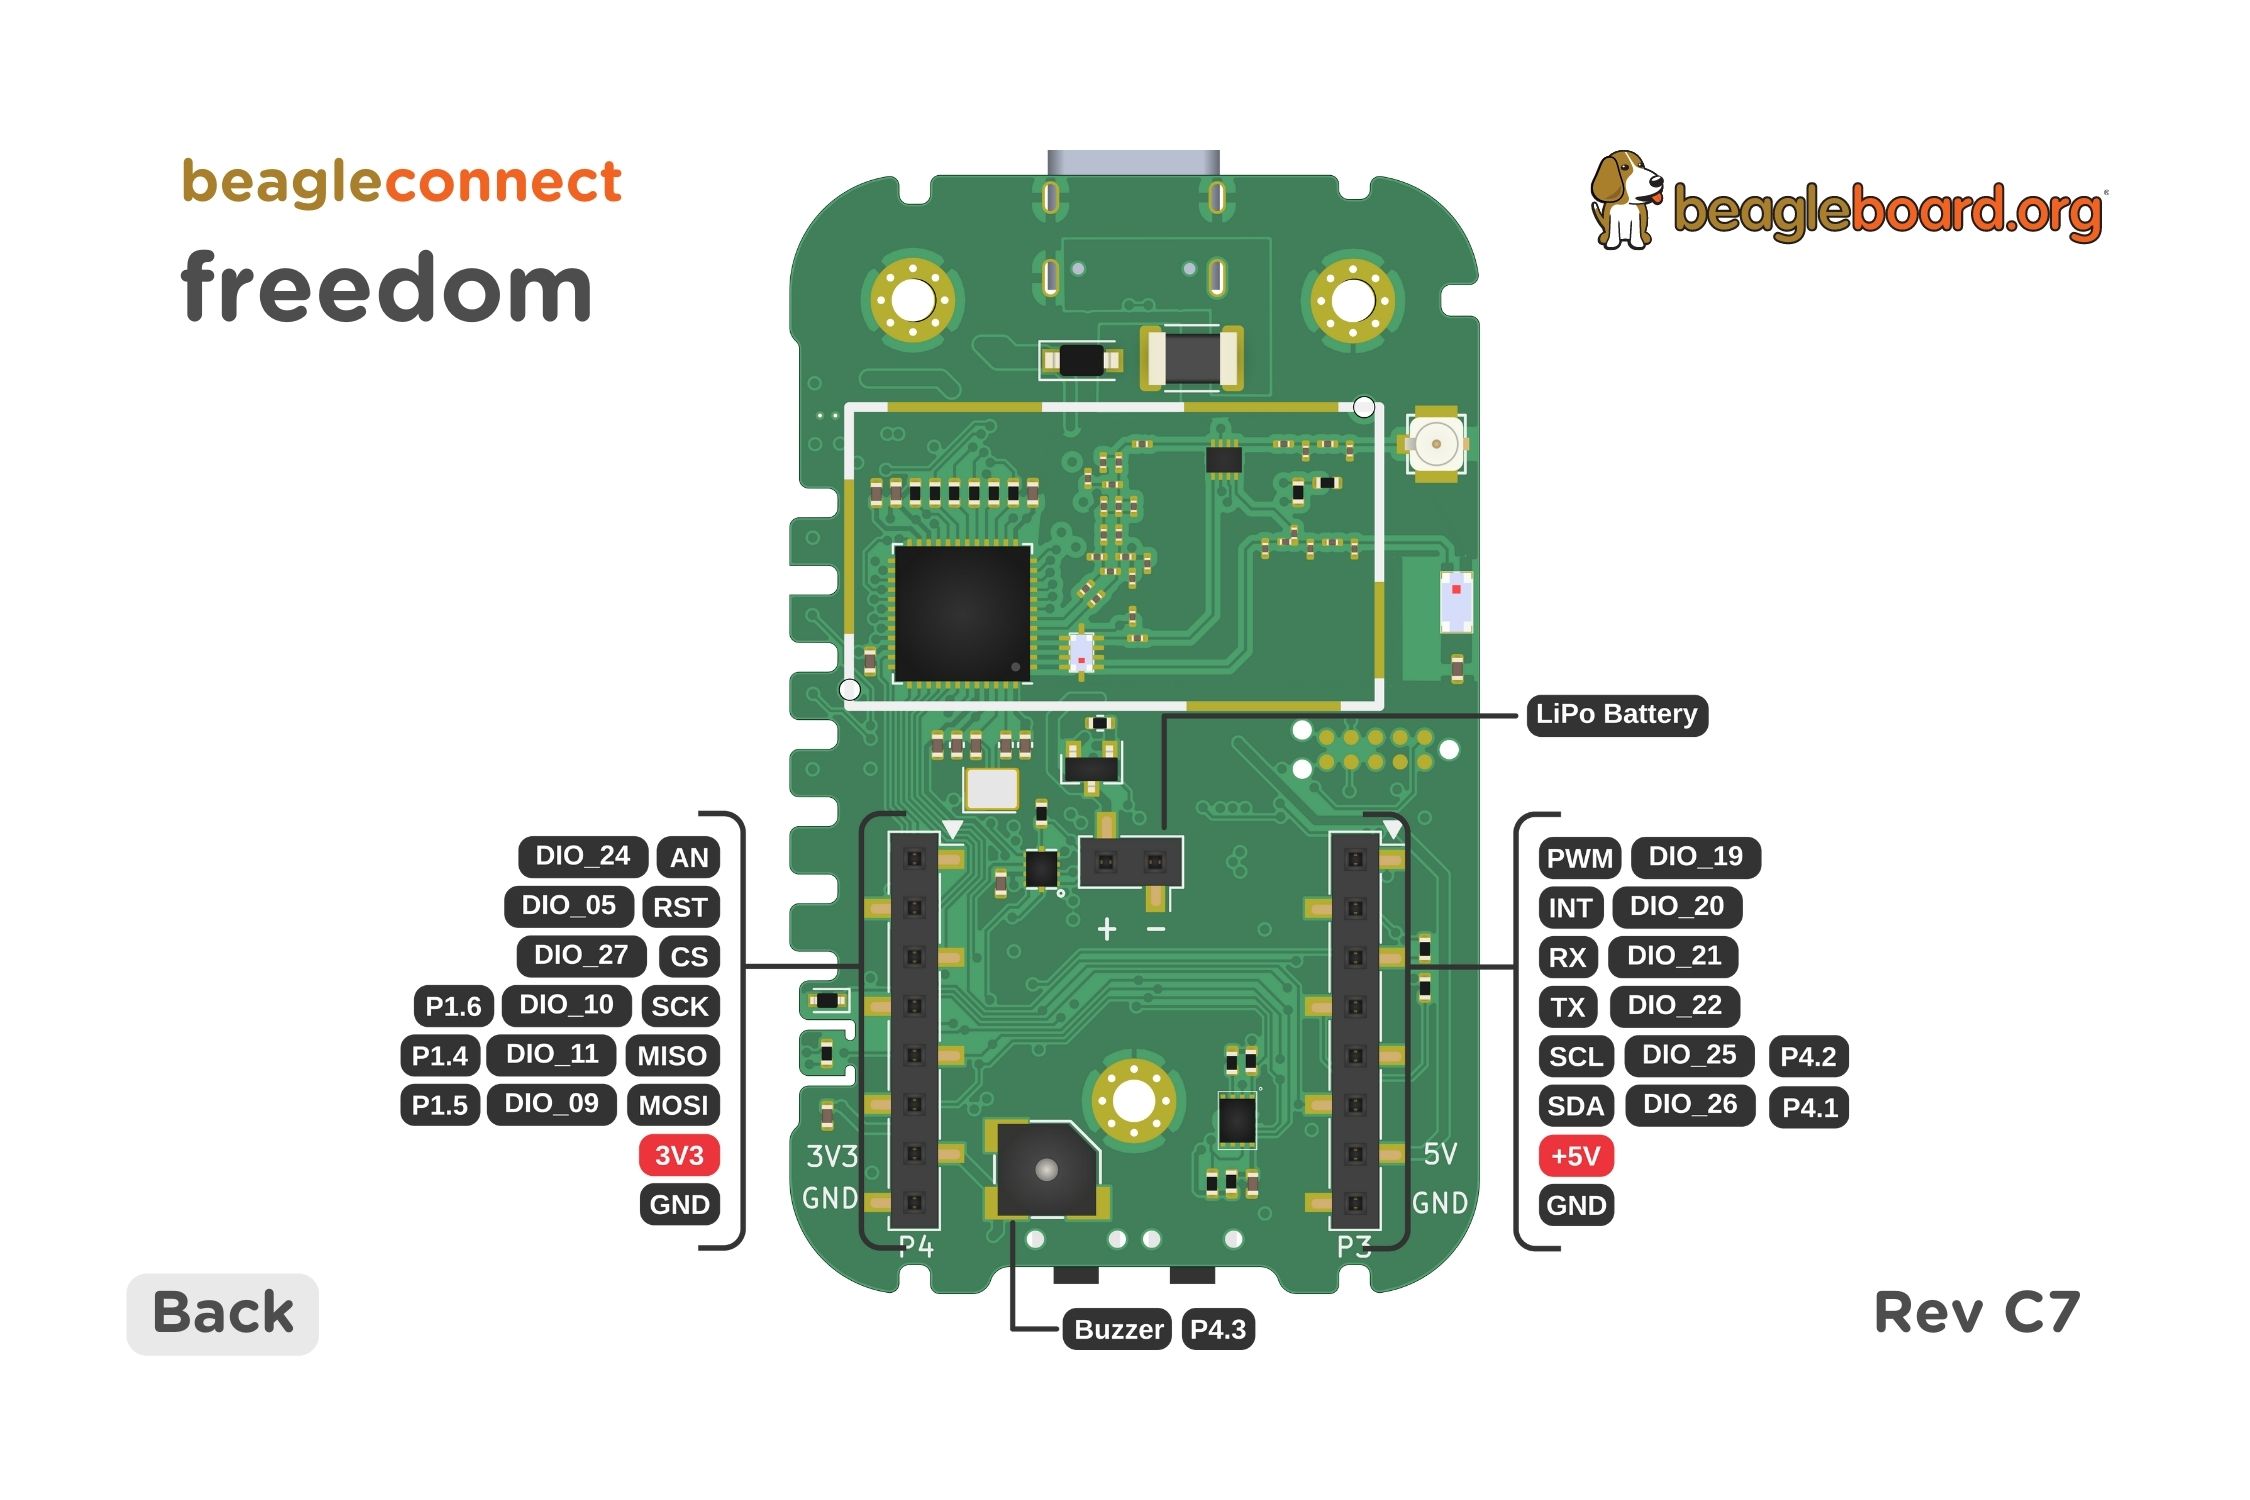 beagleconnect
freedom
beagleboard.org
LiPo Battery
DIO_24 AN
DIO_05 RST
DIO_27 CS
P1.6 DIO_10 SCK
P1.4 DIO_11 MISO
P1.5 DIO_09 MOSI
3V3
GND
+ −
3V3
GND
P4
5V
GND
P3
PWM DIO_19
INT DIO_20
RX DIO_21
TX DIO_22
SCL DIO_25 P4.2
SDA DIO_26 P4.1
+5V
GND
Buzzer P4.3
Back
Rev C7